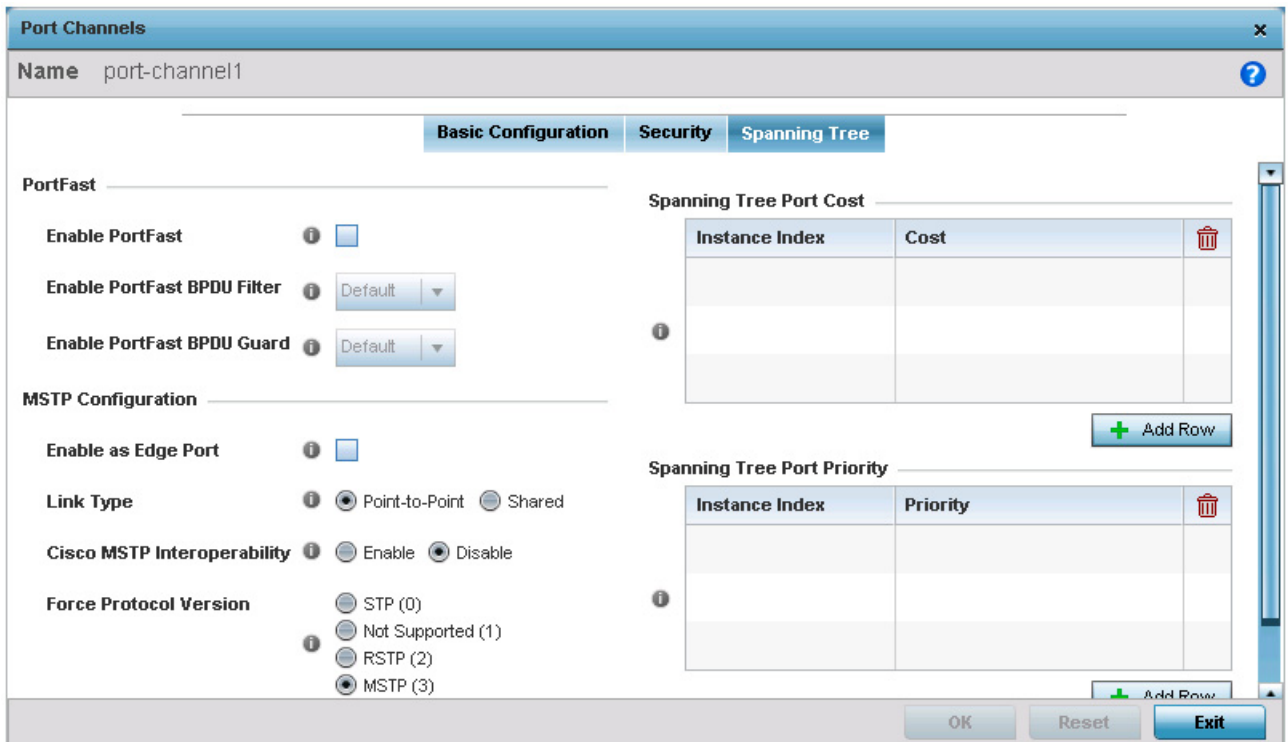 Port Channels
Name port-channel1
Basic Configuration Security Spanning Tree
PortFast
Enable PortFast
Enable PortFast BPDU Filter Default
Enable PortFast BPDU Guard Default
MSTP Configuration
Enable as Edge Port
Link Type Point-to-Point Shared
Cisco MSTP Interoperability Enable Disable
Force Protocol Version STP (0)
Not Supported (1)
RSTP (2)
MSTP (3)
Spanning Tree Port Cost
Instance Index Cost
Add Row
Spanning Tree Port Priority
Instance Index Priority
Add Row
OK Reset Exit